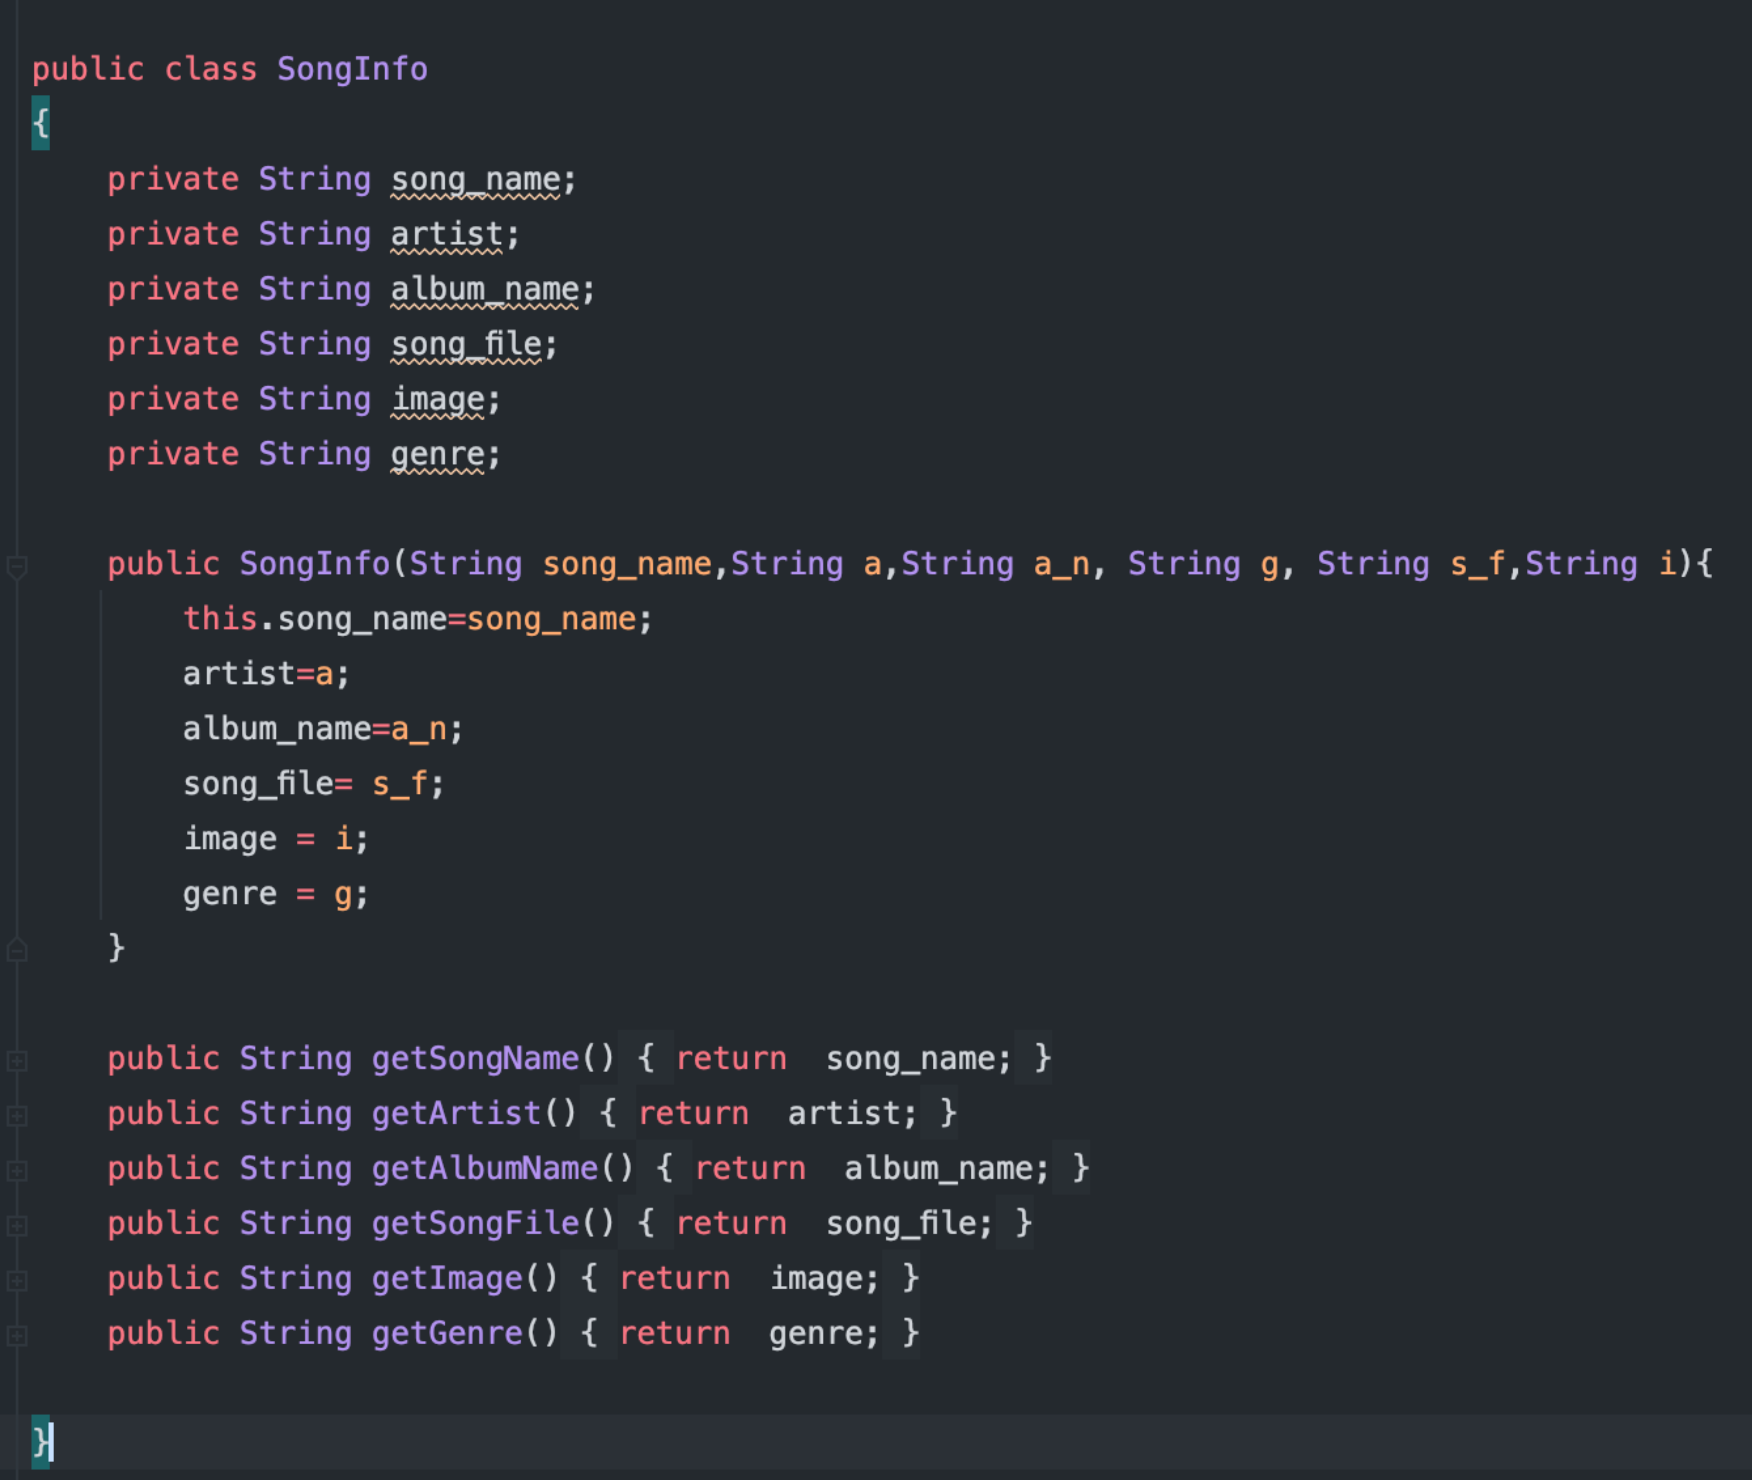 public class SongInfo
{
    private String song_name;
    private String artist;
    private String album_name;
    private String song_file;
    private String image;
    private String genre;

    public SongInfo(String song_name,String a,String a_n, String g, String s_f,String i){
        this.song_name=song_name;
        artist=a;
        album_name=a_n;
        song_file= s_f;
        image = i;
        genre = g;
    }

    public String getSongName() { return  song_name; }
    public String getArtist() { return  artist; }
    public String getAlbumName() { return  album_name; }
    public String getSongFile() { return  song_file; }
    public String getImage() { return  image; }
    public String getGenre() { return  genre; }

}